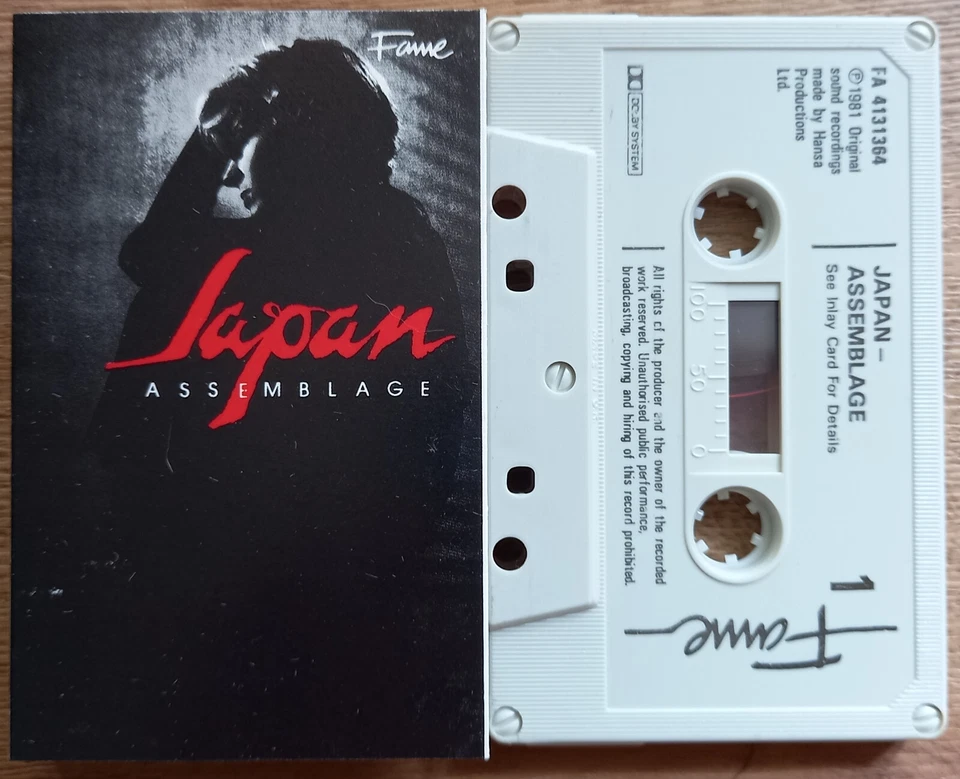 Fame
Japan
ASSEMBLAGE
FA 4131364
℗1981 Original
sound recordings
made by Hansa
Productions
Ltd.
DOLBY SYSTEM
JAPAN –
ASSEMBLAGE
See Inlay Card For Details
1
100 50 0
All rights of the producer and the owner of the recorded
work reserved. Unauthorised public performance,
broadcasting, copying and hiring of this record prohibited.
Fame